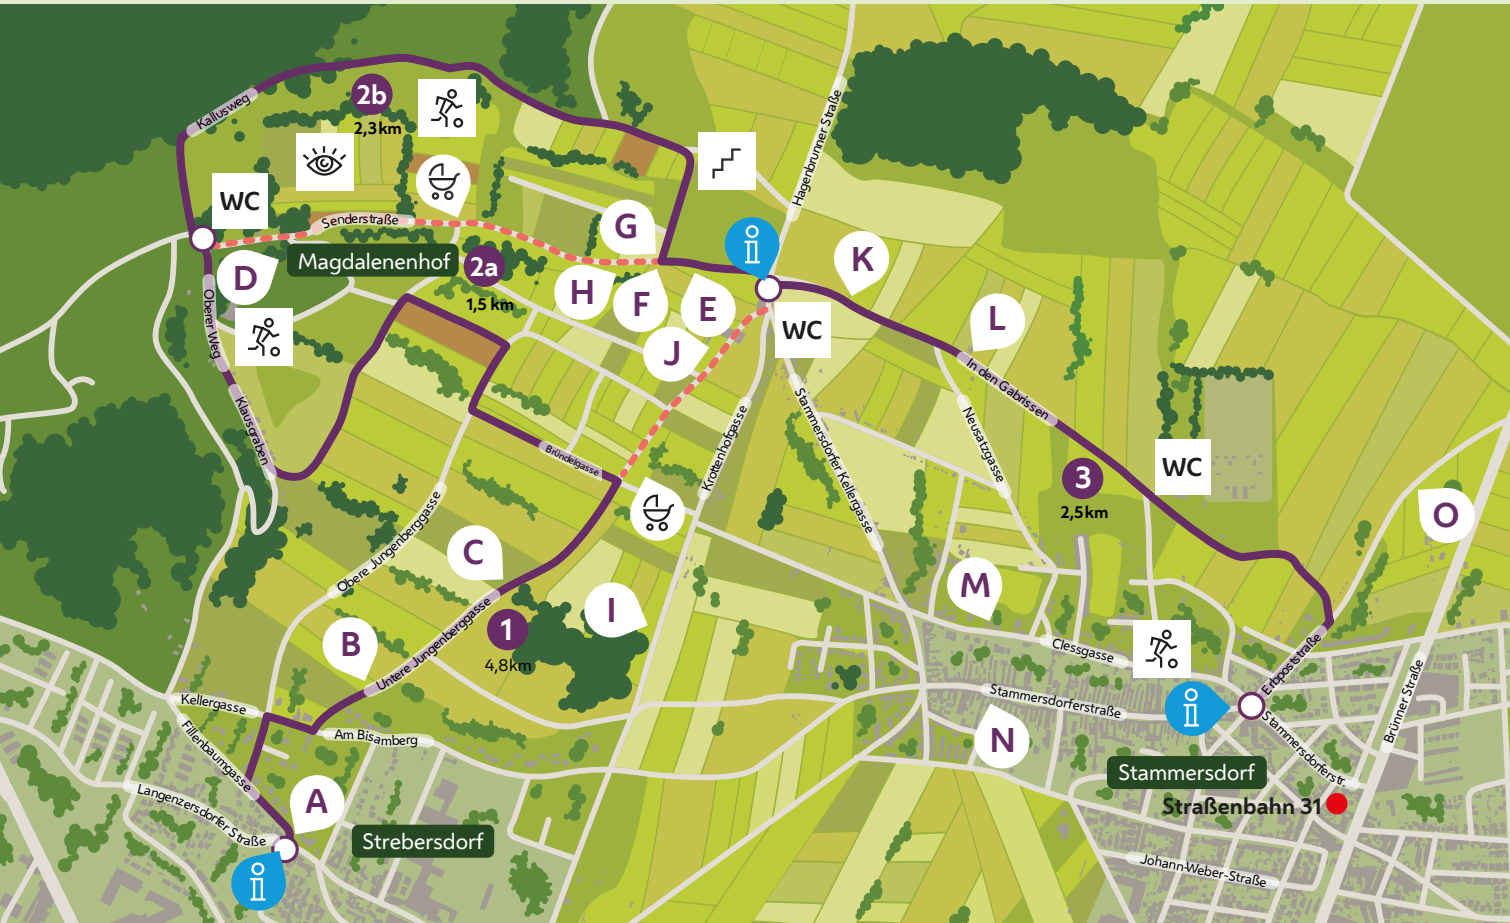 2b
2,3km
Kallusweg
WC
Senderstraße
Magdalenenhof
D
G
2a
1,5 km
H
F
E
J
K
WC
Hagenbrunner Straße
L
In den Gabrissen
Oberer Weg
Klausgraben
Bründelgasse
Krottenhofgasse
Stammersdorfer Kellergasse
Neusatzgasse
3
2,5km
WC
O
Obere Jungenberggasse
C
M
I
1
4,8km
B
Untere Jungenberggasse
Clessgasse
Erbpoststraße
Stammersdorferstraße
Brünner Straße
Kellergasse
Fillenbaumgasse
Am Bisamberg
N
Stammersdorferstr.
Stammersdorf
Straßenbahn 31
A
Langenzersdorfer Straße
Strebersdorf
Johann-Weber-Straße
i
i
i